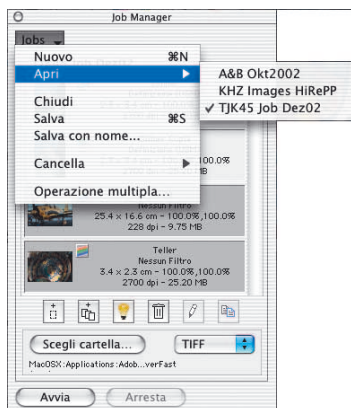 Job Manager
Jobs
Nuovo ⌘N
Apri
A&B Okt2002
KHZ Images HiRePP
✓ TJK45 Job Dez02
Chiudi
Salva ⌘S
Salva con nome...
Cancella
00.0%
Operazione multipla...
Nessun Filtro
25.4 x 16.6 cm - 100.0%,100.0%
228 dpi - 9.75 MB
Teller
Nessun Filtro
3.4 x 2.3 cm - 100.0%,100.0%
2700 dpi - 25.20 MB
Scegli cartella...
TIFF
MacOSX:Applications:Adob...verFast
Avvia
Arresta